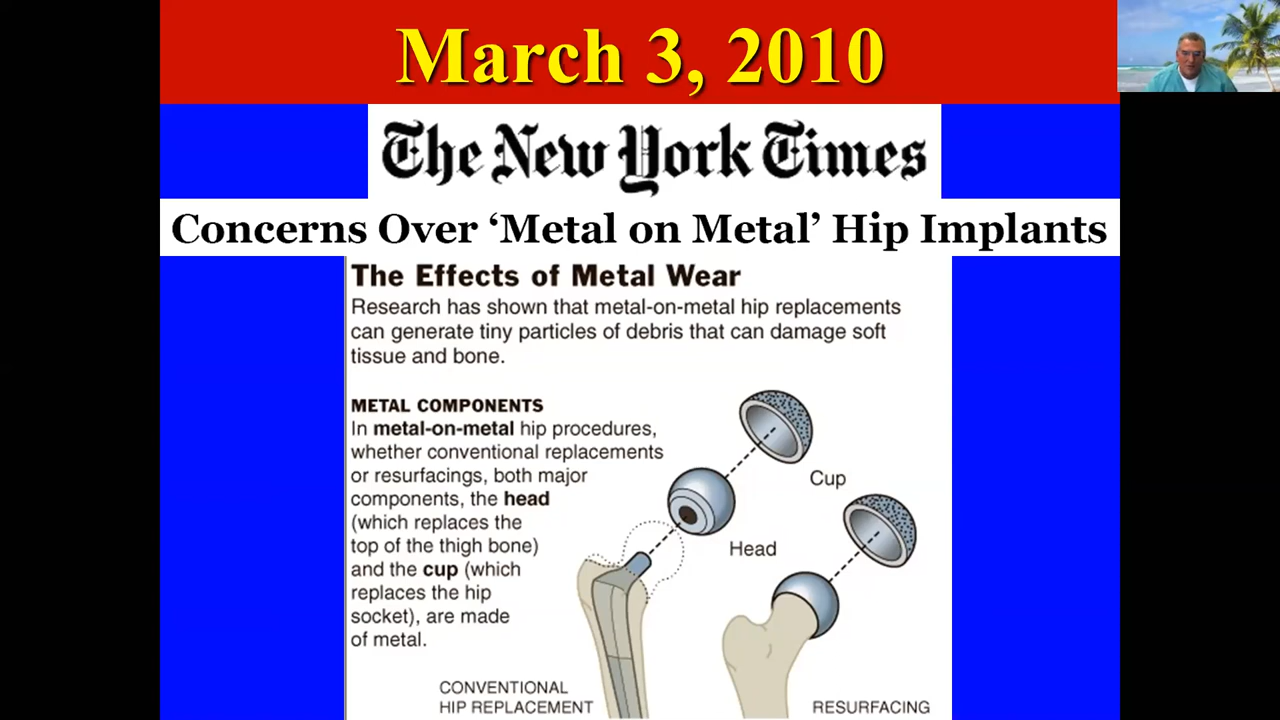 March 3, 2010
The New York Times
Concerns Over ‘Metal on Metal’ Hip Implants
The Effects of Metal Wear
Research has shown that metal-on-metal hip replacements
can generate tiny particles of debris that can damage soft
tissue and bone.
METAL COMPONENTS
In metal-on-metal hip procedures,
whether conventional replacements
or resurfacings, both major
components, the head
(which replaces the
top of the thigh bone)
and the cup (which
replaces the hip
socket), are made
of metal.
Cup
Head
CONVENTIONAL
HIP REPLACEMENT
RESURFACING